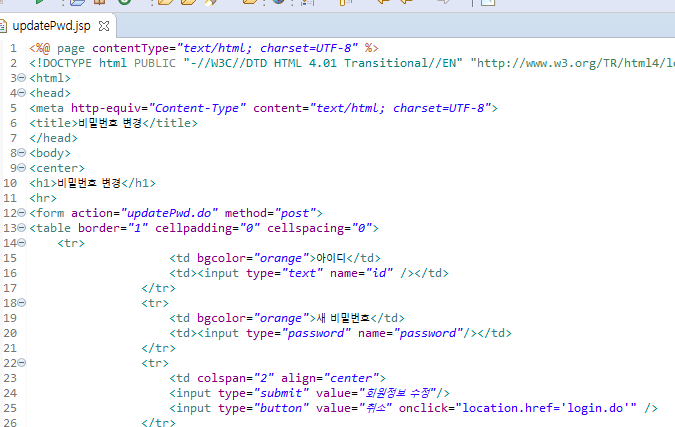 updatePwd.jsp
1 <%@ page contentType="text/html; charset=UTF-8" %>
2 <!DOCTYPE html PUBLIC "-//W3C//DTD HTML 4.01 Transitional//EN" "http://www.w3.org/TR/html4/lo
3 <html>
4 <head>
5 <meta http-equiv="Content-Type" content="text/html; charset=UTF-8">
6 <title>비밀번호 변경</title>
7 </head>
8 <body>
9 <center>
10 <h1>비밀번호 변경</h1>
11 <hr>
12 <form action="updatePwd.do" method="post">
13 <table border="1" cellpadding="0" cellspacing="0">
14 <tr>
15 <td bgcolor="orange">아이디</td>
16 <td><input type="text" name="id" /></td>
17 </tr>
18 <tr>
19 <td bgcolor="orange">새 비밀번호</td>
20 <td><input type="password" name="password"/></td>
21 </tr>
22 <tr>
23 <td colspan="2" align="center">
24 <input type="submit" value="회원정보 수정"/>
25 <input type="button" value="취소" onclick="location.href='login.do'" />
26 </tr>